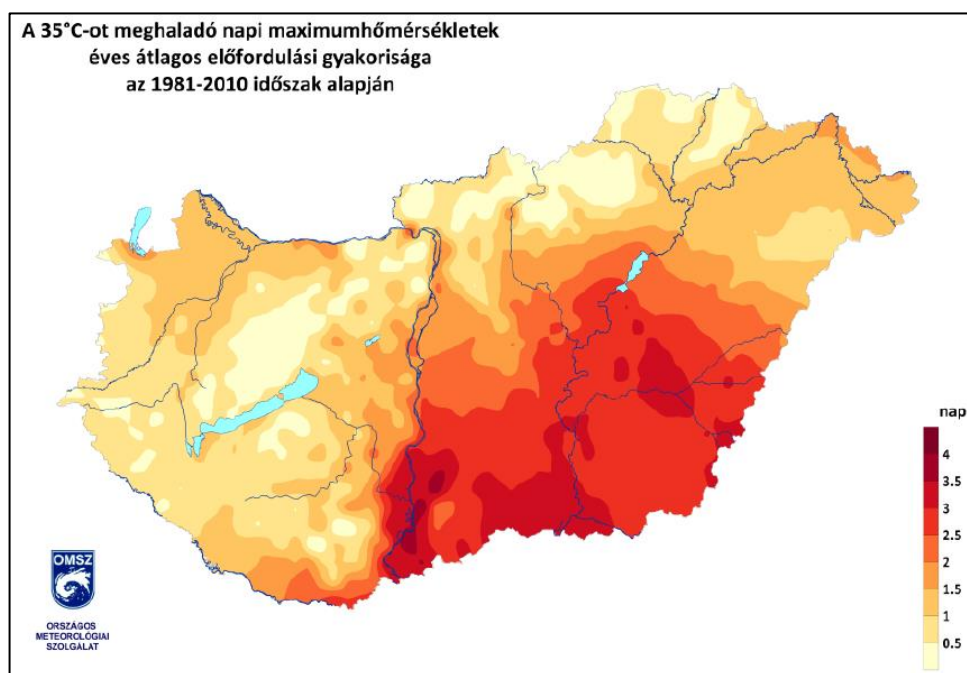 A 35°C-ot meghaladó napi maximumhőmérsékletek
éves átlagos előfordulási gyakorisága
az 1981-2010 időszak alapján
nap
4
3.5
3
2.5
2
1.5
1
0.5
OMSZ
ORSZÁGOS
METEOROLÓGIAI
SZOLGÁLAT